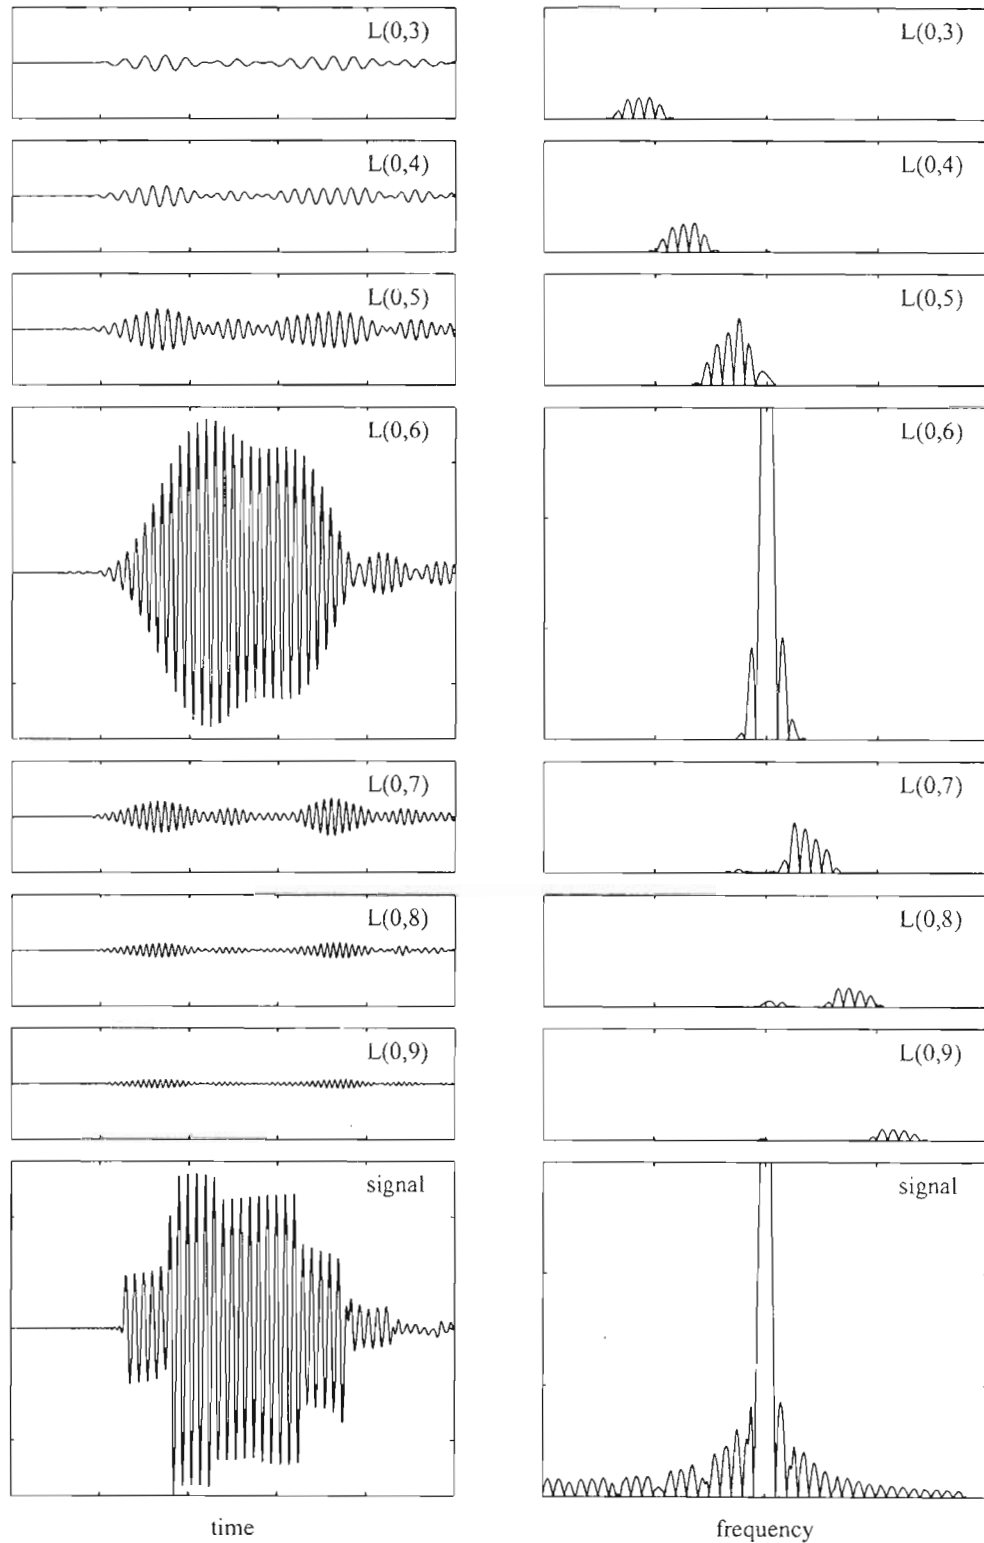 L(0,3) L(0,3)
L(0,4) L(0,4)
L(0,5) L(0,5)
L(0,6) L(0,6)
L(0,7) L(0,7)
L(0,8) L(0,8)
L(0,9) L(0,9)
signal signal
time frequency